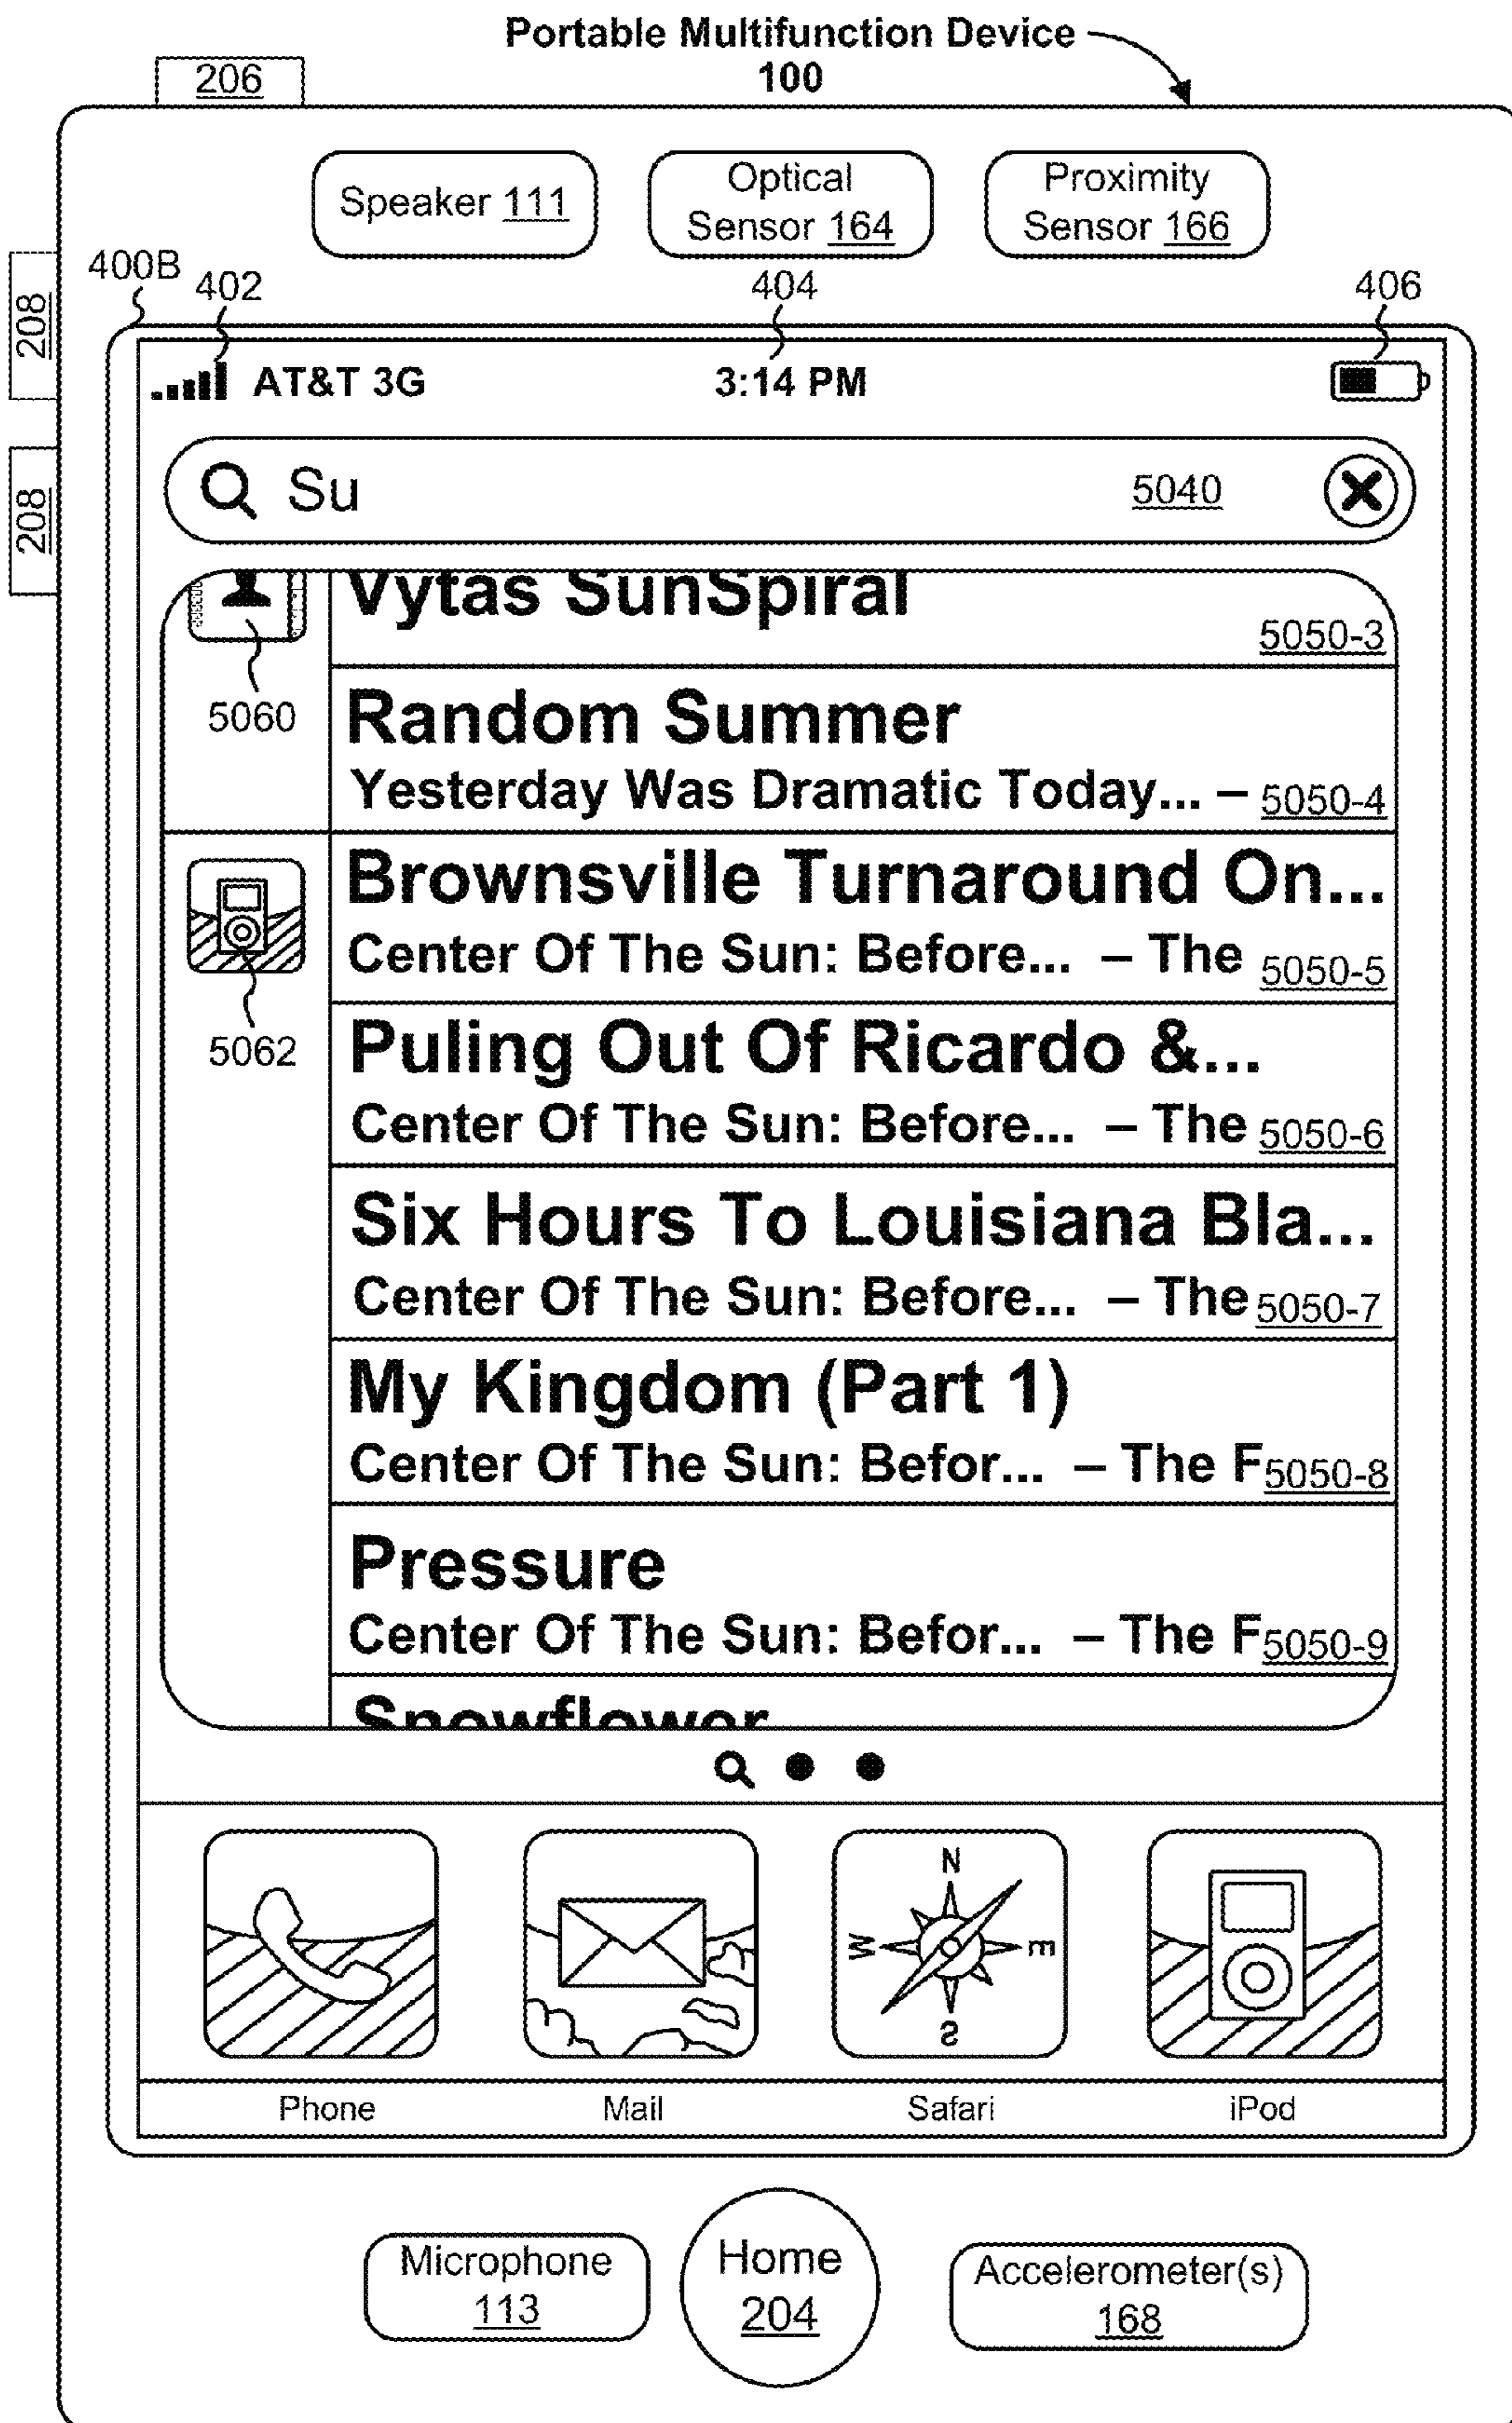 Portable Multifunction Device
100
206
Speaker 111
Optical
Sensor 164
Proximity
Sensor 166
208
208
400B
402
404
406
AT&T 3G
3:14 PM
Su
5040
Vytas SunSpiral
5050-3
5060
Random Summer
Yesterday Was Dramatic Today... – 5050-4
Brownsville Turnaround On...
Center Of The Sun: Before... – The 5050-5
5062
Puling Out Of Ricardo &...
Center Of The Sun: Before... – The 5050-6
Six Hours To Louisiana Bla...
Center Of The Sun: Before... – The 5050-7
My Kingdom (Part 1)
Center Of The Sun: Befor... – The F 5050-8
Pressure
Center Of The Sun: Befor... – The F 5050-9
Snowflower
N
W
E
S
Phone
Mail
Safari
iPod
Microphone
113
Home
204
Accelerometer(s)
168